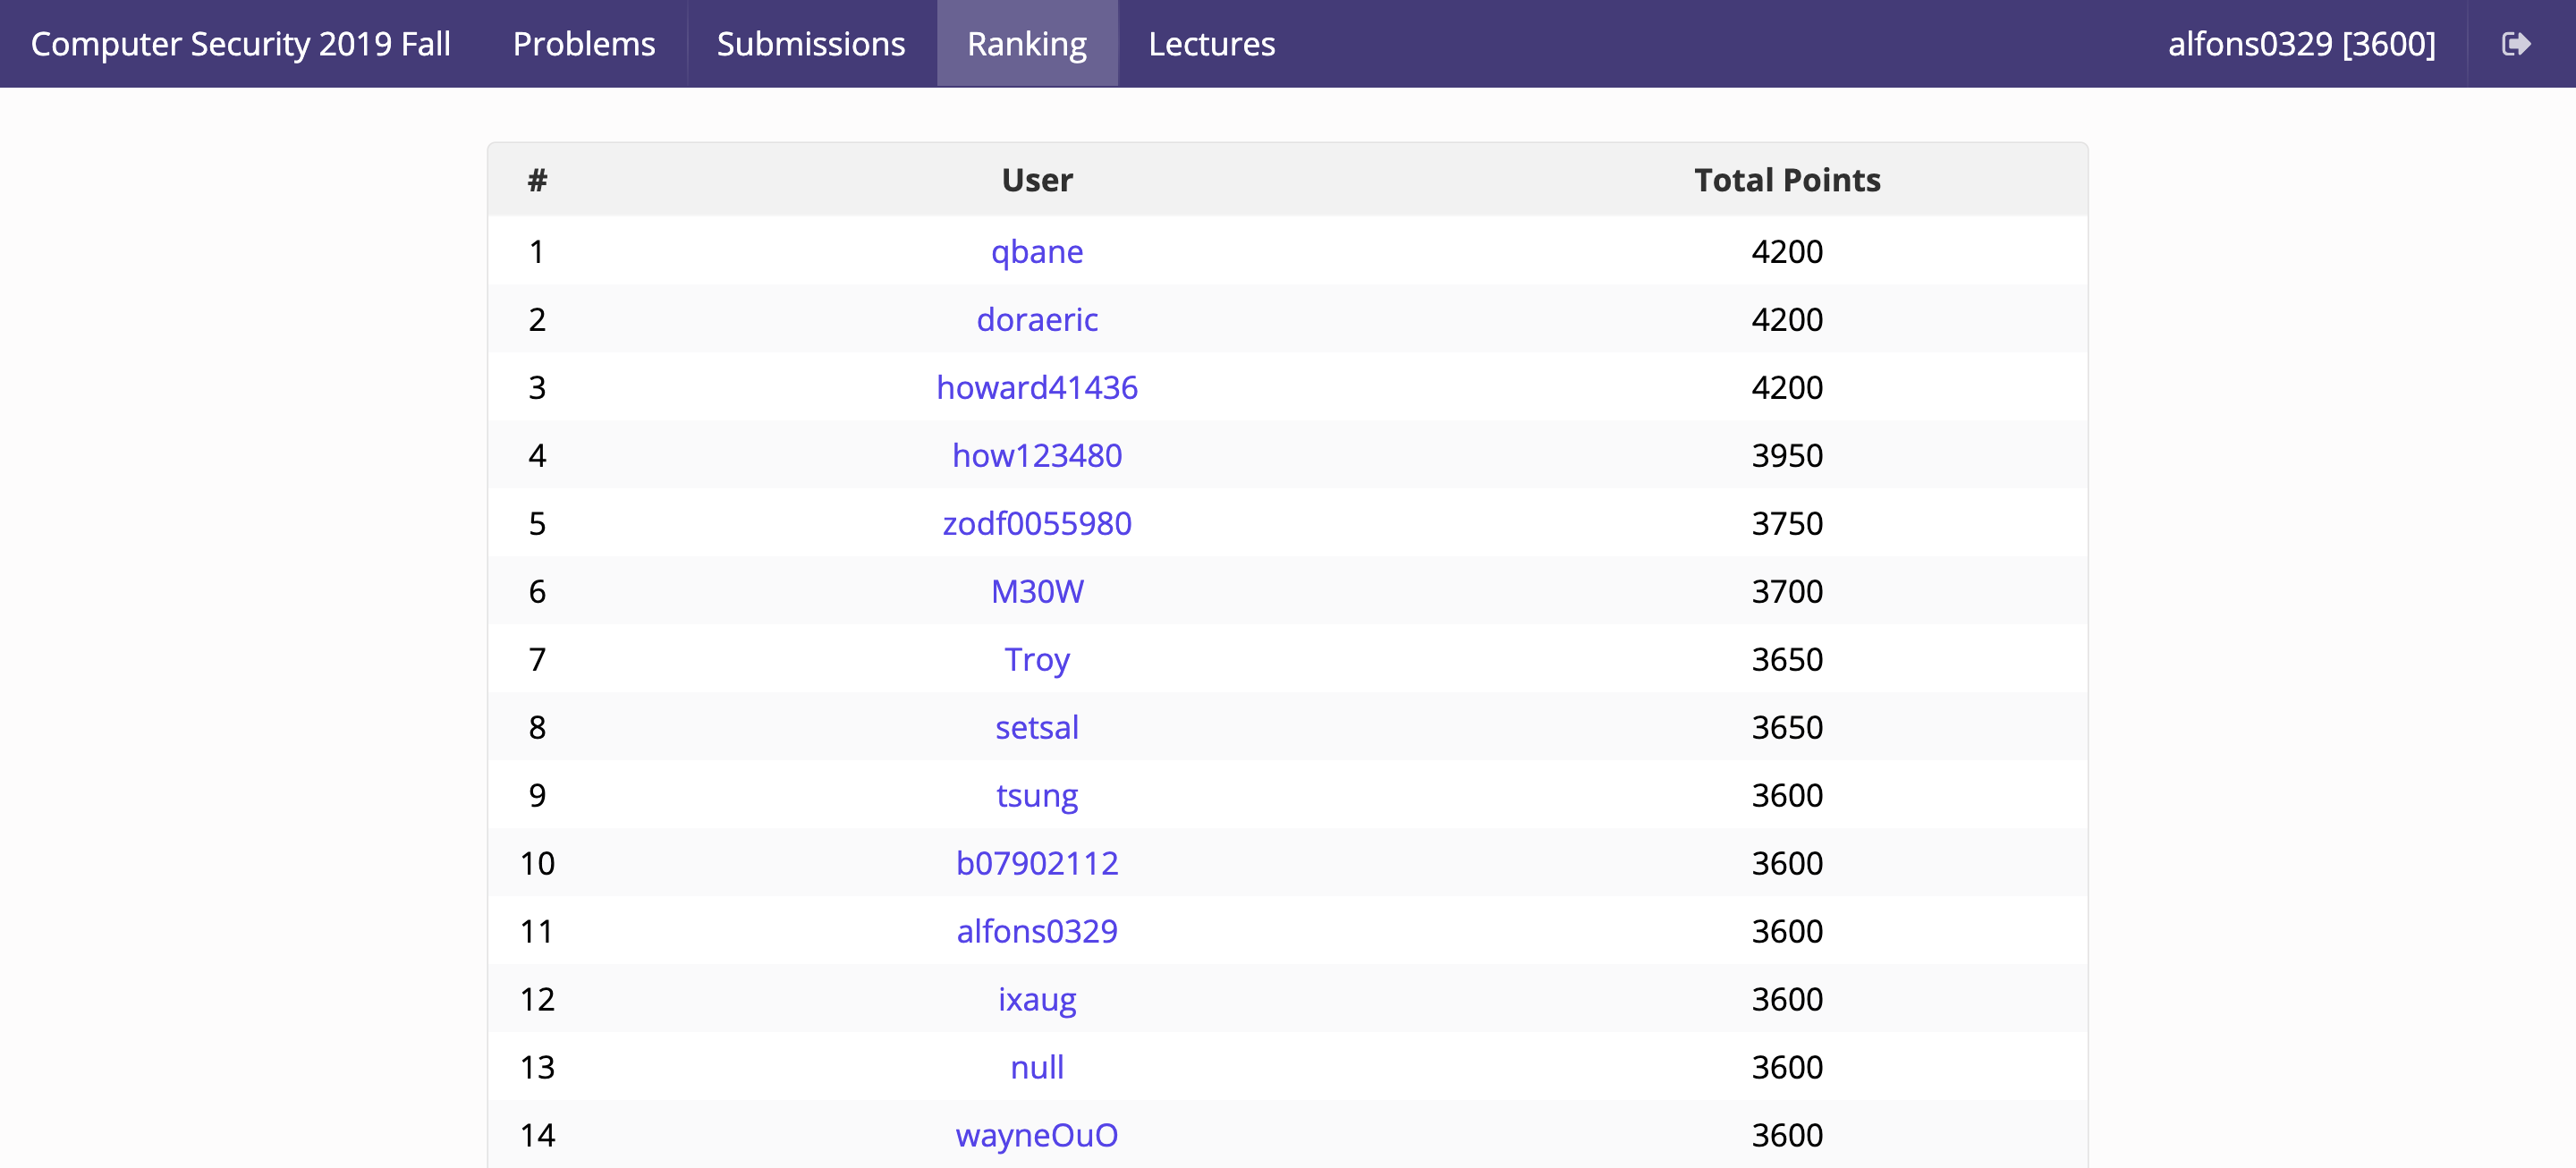 Computer Security 2019 Fall Problems Submissions Ranking Lectures alfons0329 [3600]
# User Total Points
1 qbane 4200
2 doraeric 4200
3 howard41436 4200
4 how123480 3950
5 zodf0055980 3750
6 M30W 3700
7 Troy 3650
8 setsal 3650
9 tsung 3600
10 b07902112 3600
11 alfons0329 3600
12 ixaug 3600
13 null 3600
14 wayneOuO 3600